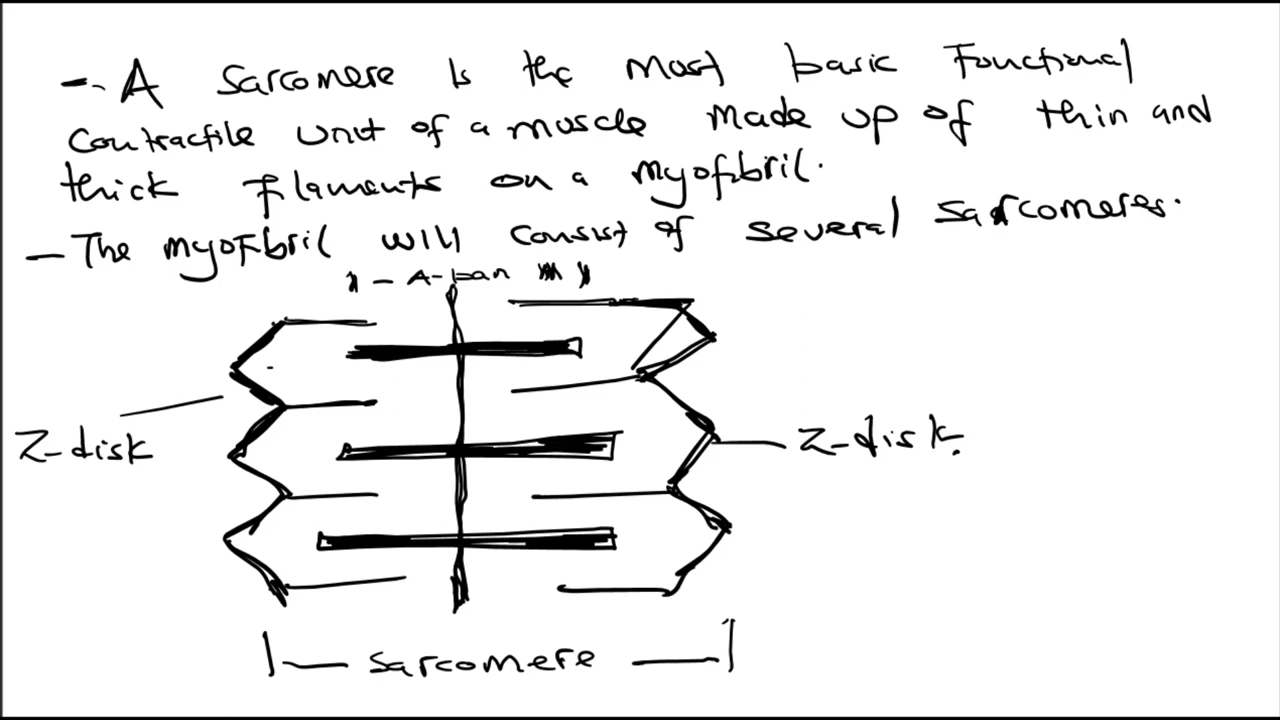 - A Sarcomere is the most basic Functional
contractile unit of a muscle made up of thin and
thick filaments on a myofibril.
- The myofibril will consist of several sarcomeres.
- A-ban
Z-disk
Z-disk
sarcomere